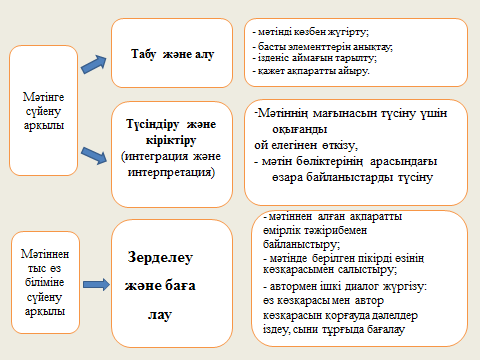 Мәтінге
сүйену
арқылы
Табу және алу
- мәтінді көзбен жүгірту;
- басты элементтерін анықтау;
- ізденіс аймағын тарылту;
- қажет ақпаратты айыру.
Түсіндіру және
кіріктіру
(интеграция және
интерпретация)
-Мәтіннің мағынасын түсіну үшін
оқығанды
ой елегінен өткізу,
- мәтін бөліктерінің арасындағы
өзара байланыстарды түсіну
Мәтіннен
тыс өз
біліміне
сүйену
арқылы
Зерделеу
және баға
лау
- мәтіннен алған ақпаратты
өмірлік тәжірибемен
байланыстыру;
- мәтінде берілген пікірді өзінің
көзқарасымен салыстыру;
- автормен ішкі диалог жүргізу:
өз көзқарасы мен автор
көзқарасын қорғауда дәлелдер
іздеу, сыни тұрғыда бағалау